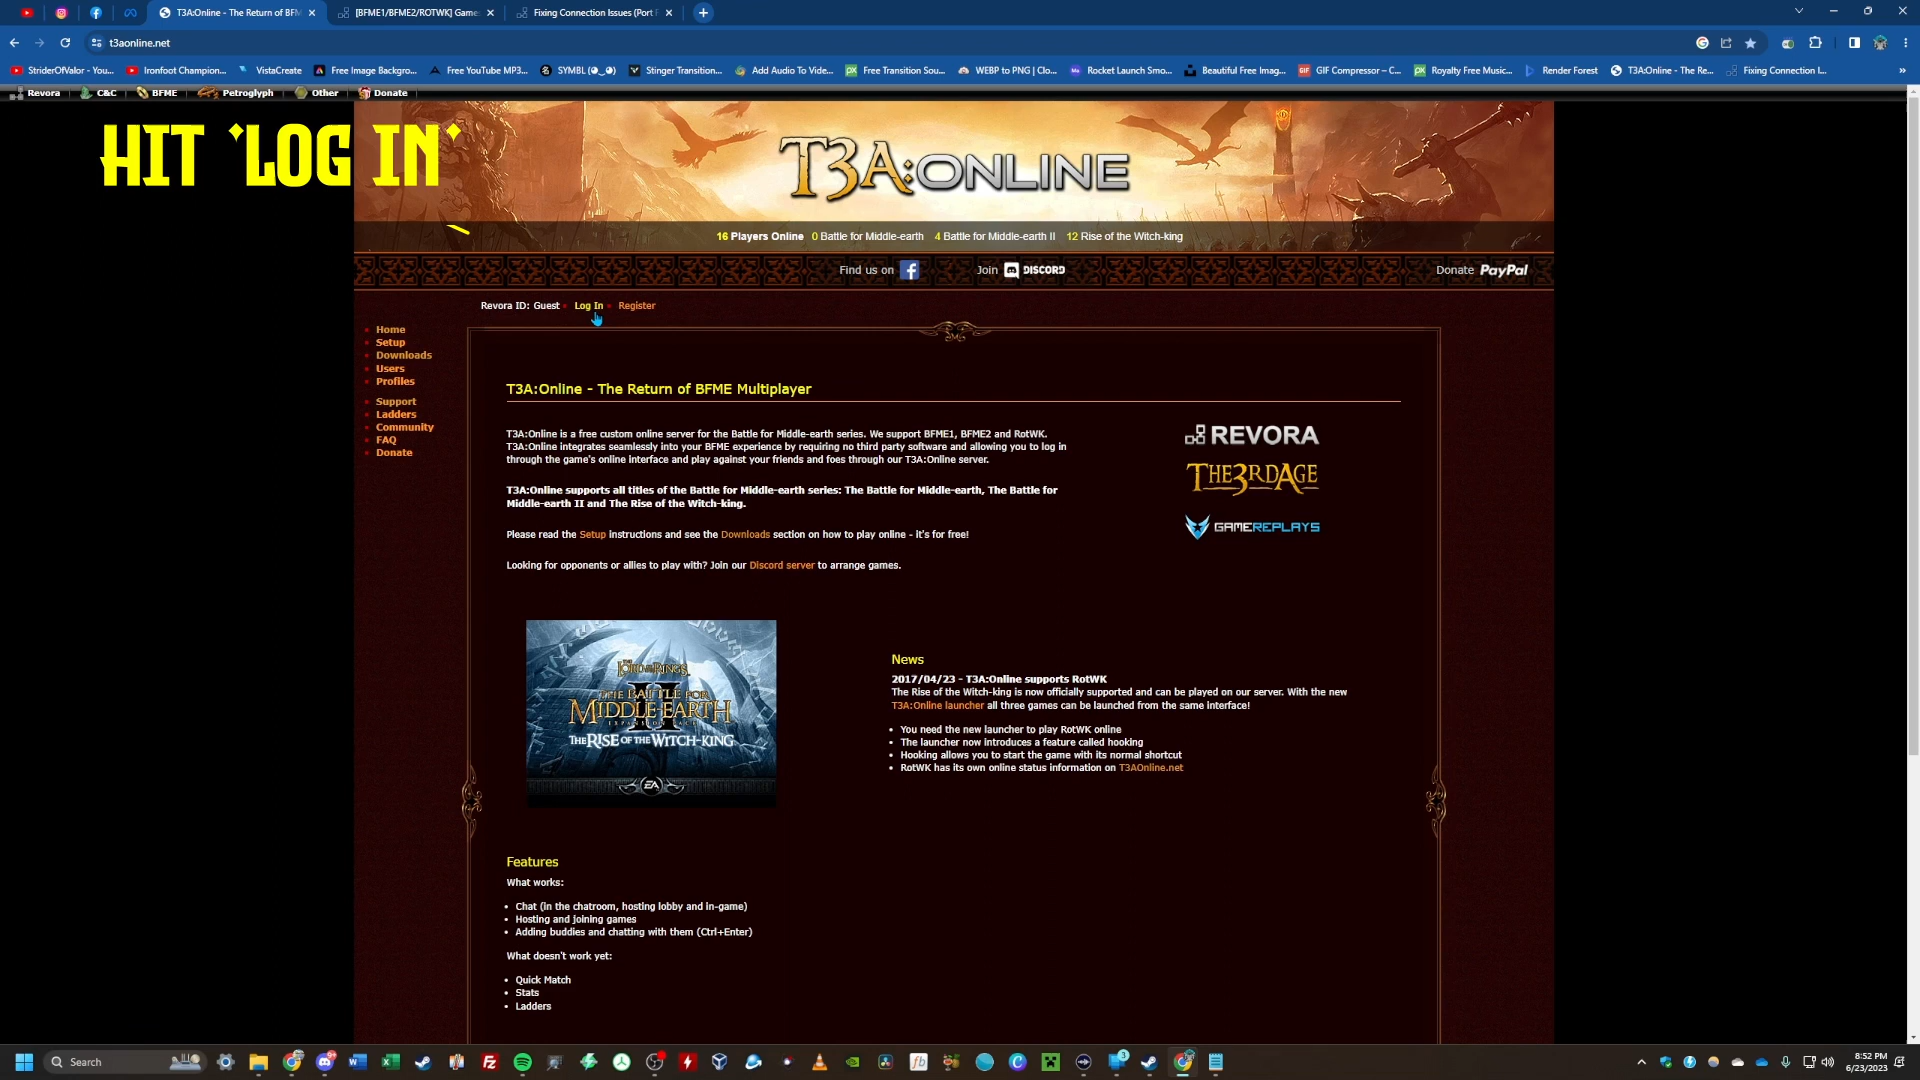 T3A:Online - The Return of BFM
[BFME1/BFME2/ROTWK] Game
Fixing Connection Issues (Port F
t3aonline.net
StriderOfValor - You...
Ironfoot Champion...
VistaCreate
Free Image Backgro...
Free YouTube MP3...
SYMBL (◕‿◕)
Stinger Transition...
Add Audio To Vide...
Free Transition Sou...
WEBP to PNG | Clo...
Rocket Launch Smo...
Beautiful Free Imag...
GIF Compressor – C...
Royalty Free Music...
Render Forest
T3A:Online - The Re...
Connection I...
Revora
C&C
BFME
Petroglyph
Other
Donate
HIT 'LOG IN'
T3A:ONLINE
16 Players Online 0 Battle for Middle-earth 4 Battle for Middle-earth II 12 Rise of the Witch-king
Find us on
Join DISCORD
Donate PayPal
Revora ID: Guest Log In Register
Home
Setup
Downloads
Users
Profiles
Support
Ladders
Community
FAQ
Donate
T3A:Online - The Return of BFME Multiplayer
T3A:Online is a free custom online server for the Battle for Middle-earth series. We support BFME1, BFME2 and RotWK.
T3A:Online integrates seamlessly into your BFME experience by requiring no third party software and allowing you to log in
through the game's online interface and play against your friends and foes through our T3A:Online server.
T3A:Online supports all titles of the Battle for Middle-earth series: The Battle for Middle-earth, The Battle for
Middle-earth II and The Rise of the Witch-king.
Please read the Setup instructions and see the Downloads section on how to play online - it's for free!
Looking for opponents or allies to play with? Join our Discord server to arrange games.
REVORA
THE3RDAGE
GAMEREPLAYS
THE LORD OF THE RINGS
THE BATTLE FOR
MIDDLE-EARTH
II
EXPANSION PACK
THE RISE OF THE WITCH-KING
EA
News
2017/04/23 - T3A:Online supports RotWK
The Rise of the Witch-king is now officially supported and can be played on our server. With the new
T3A:Online launcher all three games can be launched from the same interface!
You need the new launcher to play RotWK online
The launcher now introduces a feature called hooking
Hooking allows you to start the game with its normal shortcut
RotWK has its own online status information on T3AOnline.net
Features
What works:
Chat (in the chatroom, hosting lobby and in-game)
Hosting and joining games
Adding buddies and chatting with them (Ctrl+Enter)
What doesn't work yet:
Quick Match
Stats
Ladders
Search
8:52 PM
6/23/2023